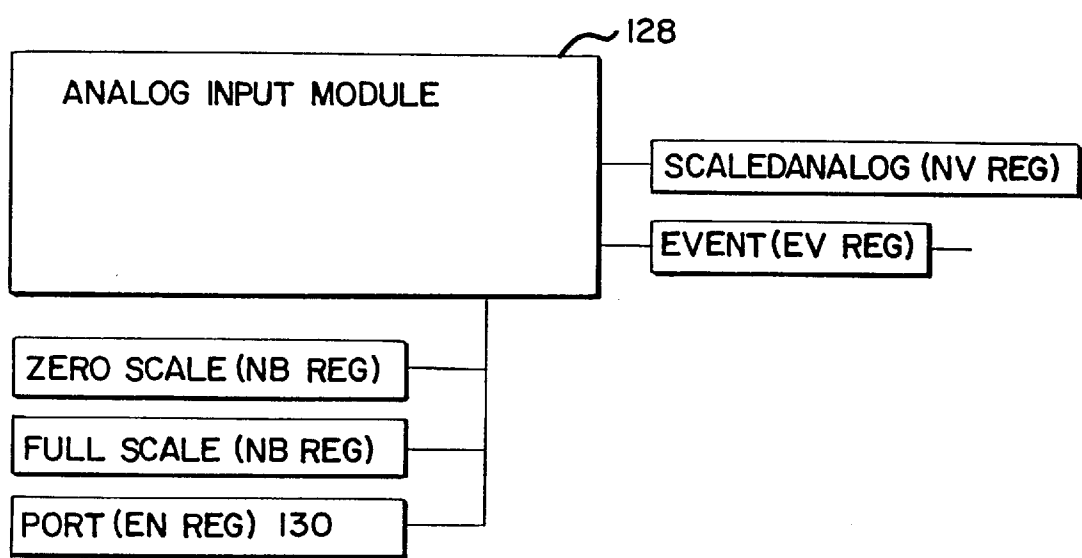 128
ANALOG INPUT MODULE
SCALEDANALOG (NV REG)
EVENT (EV REG)
ZERO SCALE (NB REG)
FULL SCALE (NB REG)
PORT (EN REG) 130